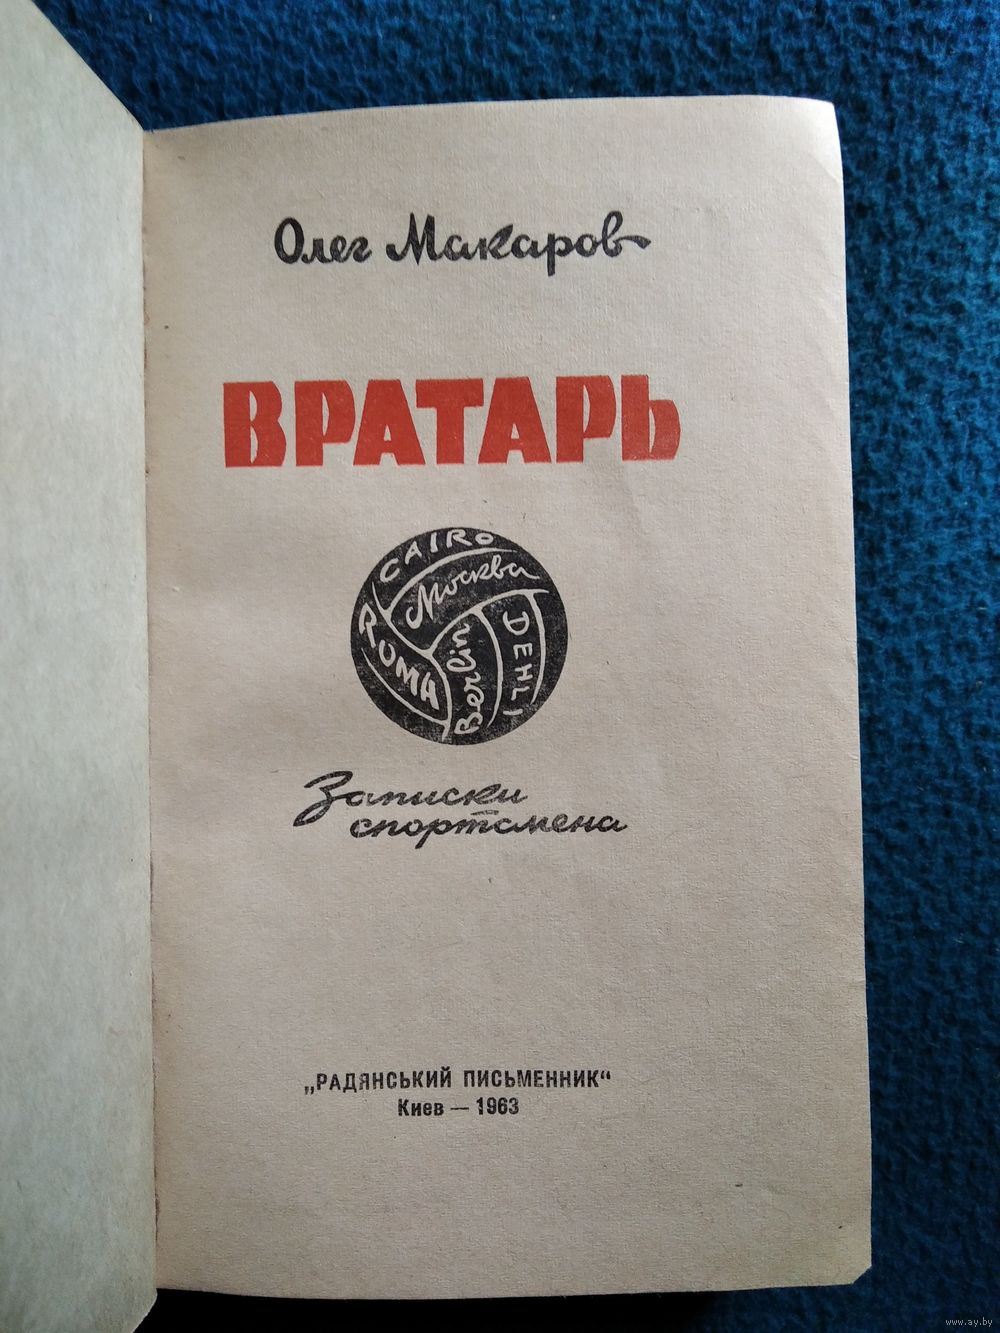 Олег Макаров
ВРАТАРЬ
CAIRO
Москва
ROMA
Berlin
DEHLI
Записки
спортсмена
„РАДЯНСЬКИЙ ПИСЬМЕННИК“
Киев — 1963
www.ay.by